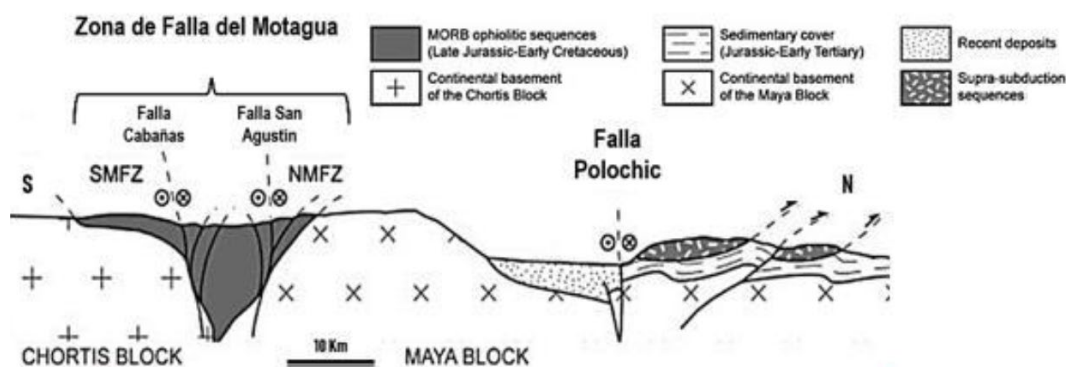 Zona de Falla del Motagua
MORB ophiolitic sequences
(Late Jurassic-Early Cretaceous)
Sedimentary cover
(Jurassic-Early Tertiary)
Recent deposits
Continental basement
of the Chortis Block
Continental basement
of the Maya Block
Supra-subduction
sequences
Falla
Cabañas
Falla San
Agustin
Falla
Polochic
S
SMFZ
NMFZ
N
CHORTIS BLOCK
10 Km
MAYA BLOCK